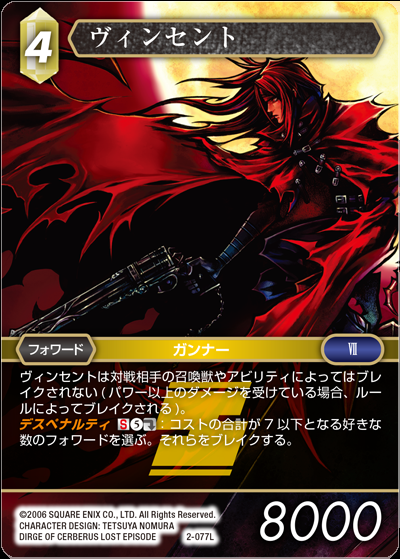 4
ヴィンセント
フォワード
ガンナー
VII
ヴィンセントは対戦相手の召喚獣やアビリティによってはブレ
イクされない(パワー以上のダメージを受けている場合、ルー
ルによってブレイクされる)。
デスペナルティ S5:コストの合計が7以下となる好きな
数のフォワードを選ぶ。それらをブレイクする。
©2006 SQUARE ENIX CO., LTD. All Rights Reserved.
CHARACTER DESIGN: TETSUYA NOMURA
DIRGE OF CERBERUS LOST EPISODE
2-077L
8000